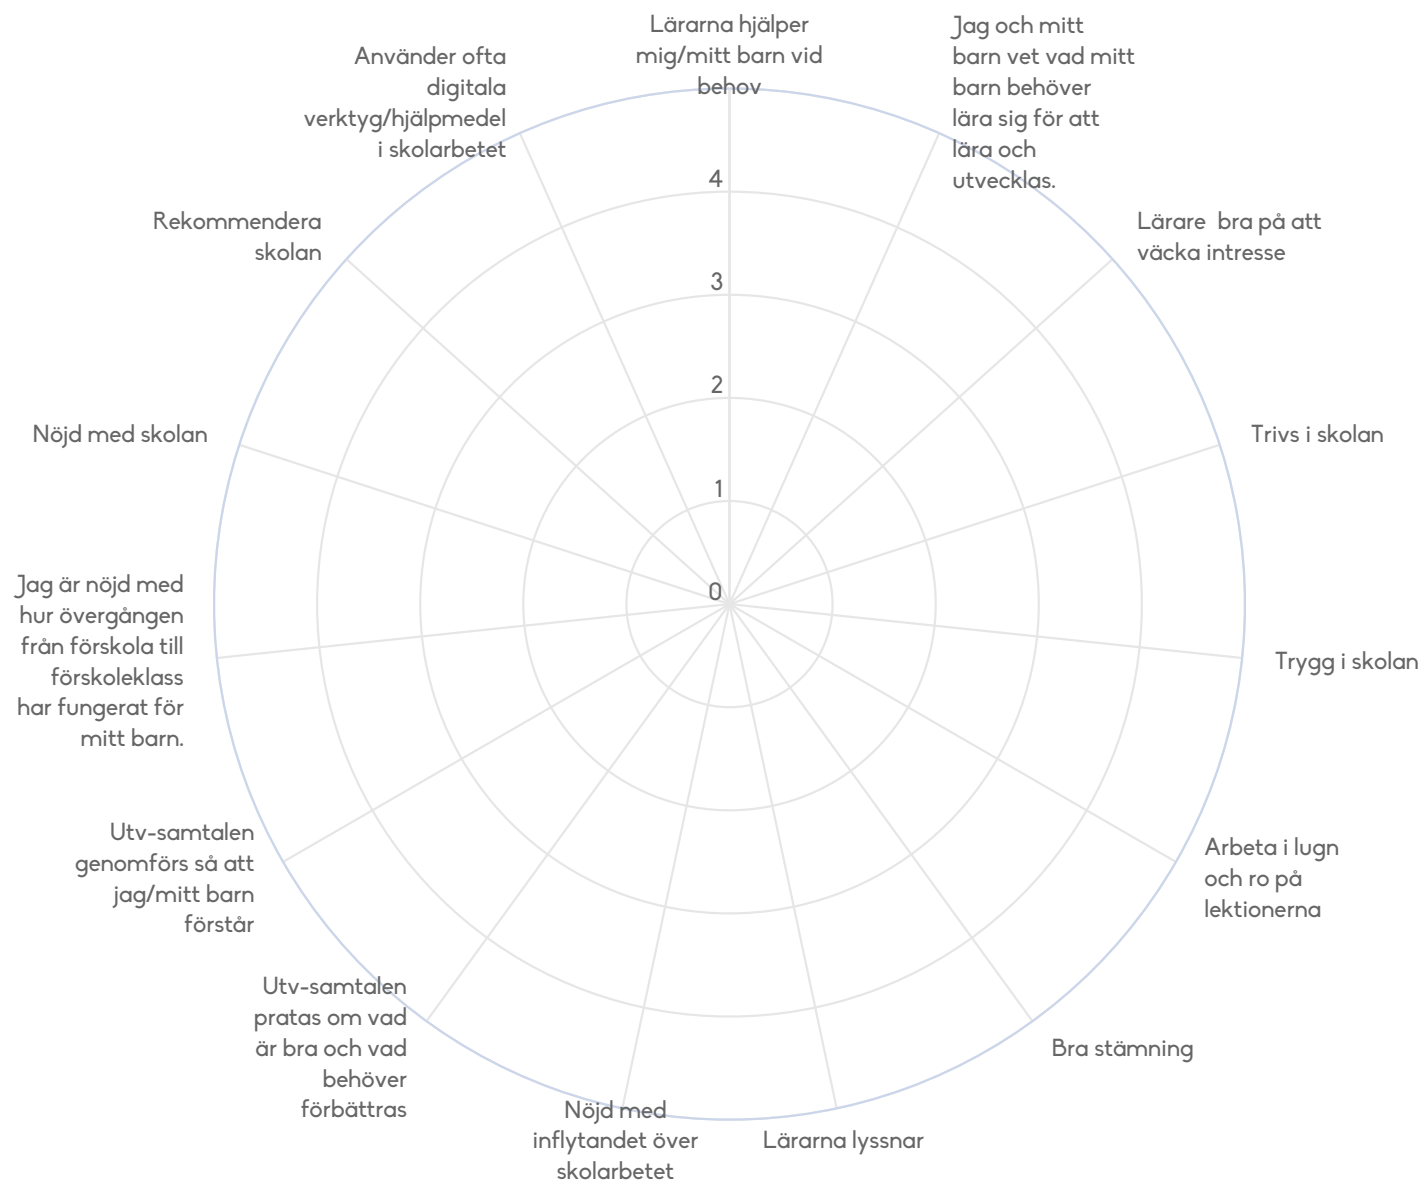 Lärarna hjälper
mig/mitt barn vid
behov
Jag och mitt
barn vet vad mitt
barn behöver
lära sig för att
lära och
utvecklas.
Lärare  bra på att
väcka intresse
Trivs i skolan
Trygg i skolan
Arbeta i lugn
och ro på
lektionerna
Bra stämning
Lärarna lyssnar
Nöjd med
inflytandet över
skolarbetet
Utv-samtalen
pratas om vad
är bra och vad
behöver
förbättras
Utv-samtalen
genomförs så att
jag/mitt barn
förstår
Jag är nöjd med
hur övergången
från förskola till
förskoleklass
har fungerat för
mitt barn.
Nöjd med skolan
Rekommendera
skolan
Använder ofta
digitala
verktyg/hjälpmedel
i skolarbetet
4
3
2
1
0